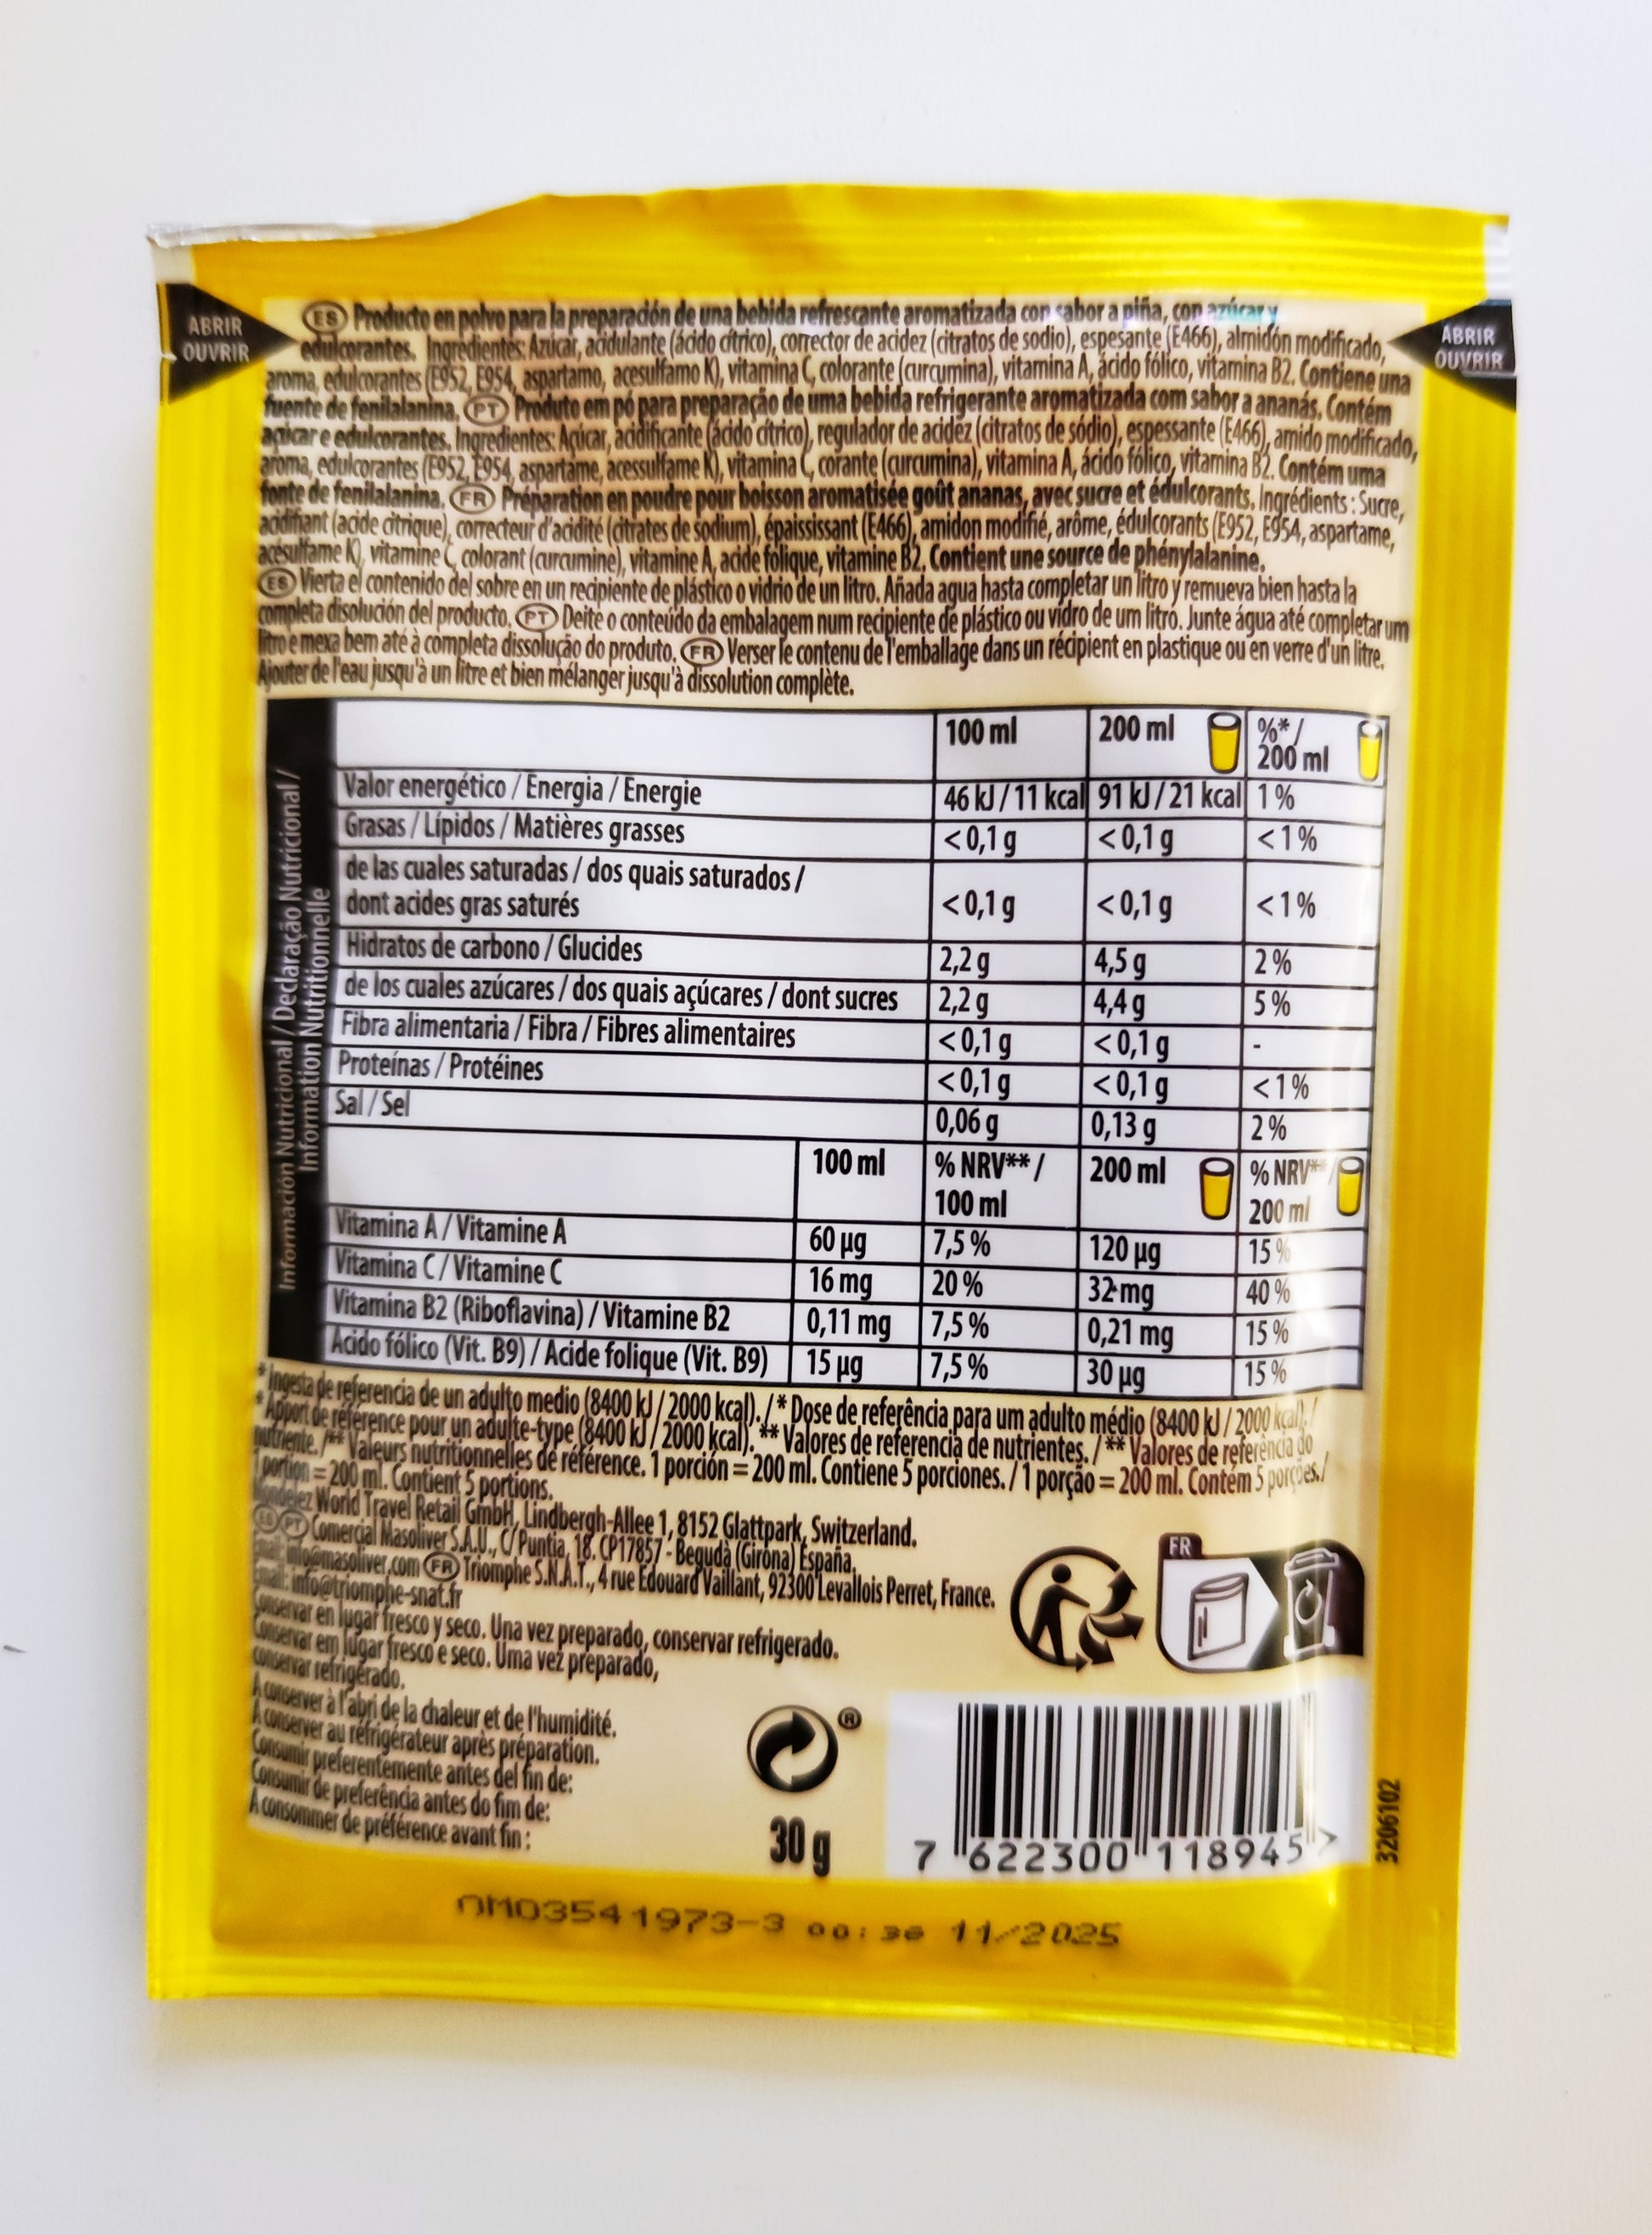 ABRIR
OUVRIR
ABRIR
OUVRIR
ES Producto en polvo para la preparación de una bebida refrescante aromatizada con sabor a piña, con azúcar y
edulcorantes. Ingredientes: Azúcar, acidulante (ácido cítrico), corrector de acidez (citratos de sodio), espesante (E466), almidón modificado,
aroma, edulcorantes (E952, E954, aspartamo, acesulfamo K), vitamina C, colorante (curcumina), vitamina A, ácido fólico, vitamina B2. Contiene una
fuente de fenilalanina. PT Produto em pó para preparação de uma bebida refrigerante aromatizada com sabor a ananás. Contém
açúcar e edulcorantes. Ingredientes: Açúcar, acidificante (ácido cítrico), regulador de acidez (citratos de sódio), espessante (E466), amido modificado,
aroma, edulcorantes (E952, E954, aspartame, acessulfame K), vitamina C, corante (curcumina), vitamina A, ácido fólico, vitamina B2. Contém uma
fonte de fenilalanina. FR Préparation en poudre pour boisson aromatisée goût ananas, avec sucre et édulcorants. Ingrédients : Sucre,
acidifiant (acide citrique), correcteur d'acidité (citrates de sodium), épaississant (E466), amidon modifié, arôme, édulcorants (E952, E954, aspartame,
acésulfame K), vitamine C, colorant (curcumine), vitamine A, acide folique, vitamine B2. Contient une source de phénylalanine.
ES Vierta el contenido del sobre en un recipiente de plástico o vidrio de un litro. Añada agua hasta completar un litro y remueva bien hasta la
completa disolución del producto. PT Deite o conteúdo da embalagem num recipiente de plástico ou vidro de um litro. Junte água até completar um
litro e mexa bem até à completa dissolução do produto. FR Verser le contenu de l'emballage dans un récipient en plastique ou en verre d'un litre.
Ajouter de l'eau jusqu'à un litre et bien mélanger jusqu'à dissolution complète.
Información Nutricional / Declaração Nutricional /
Information Nutritionnelle
100 ml 200 ml %* /
200 ml
Valor energético / Energia / Energie 46 kJ / 11 kcal 91 kJ / 21 kcal 1 %
Grasas / Lípidos / Matières grasses <0,1 g <0,1 g <1 %
de las cuales saturadas / dos quais saturados /
dont acides gras saturés <0,1 g <0,1 g <1 %
Hidratos de carbono / Glucides 2,2 g 4,5 g 2 %
de los cuales azúcares / dos quais açúcares / dont sucres 2,2 g 4,4 g 5 %
Fibra alimentaria / Fibra / Fibres alimentaires <0,1 g <0,1 g -
Proteínas / Protéines <0,1 g <0,1 g <1 %
Sal / Sel 0,06 g 0,13 g 2 %
100 ml % NRV** / 200 ml % NRV** /
100 ml 200 ml
Vitamina A / Vitamine A 60 µg 7,5 % 120 µg 15 %
Vitamina C / Vitamine C 16 mg 20 % 32 mg 40 %
Vitamina B2 (Riboflavina) / Vitamine B2 0,11 mg 7,5 % 0,21 mg 15 %
Ácido fólico (Vit. B9) / Acide folique (Vit. B9) 15 µg 7,5 % 30 µg 15 %
* Ingesta de referencia de un adulto medio (8400 kJ / 2000 kcal). / * Dose de referência para um adulto médio (8400 kJ / 2000 kcal). /
* Apport de référence pour un adulte-type (8400 kJ / 2000 kcal). ** Valores de referencia de nutrientes. / ** Valores de referência do
nutriente. / ** Valeurs nutritionnelles de référence. 1 porción = 200 ml. Contiene 5 porciones. / 1 porção = 200 ml. Contém 5 porções. /
1 portion = 200 ml. Contient 5 portions.
Mondelez World Travel Retail GmbH, Lindbergh-Allee 1, 8152 Glattpark, Switzerland.
ES PT Comercial Masoliver S.A.U., C/ Puntia, 18. CP17857 - Begudà (Girona) España.
Email: info@masoliver.com FR Triomphe S.N.A.T., 4 rue Edouard Vaillant, 92300 Levallois Perret, France.
Email: info@triomphe-snat.fr
Conservar en lugar fresco y seco. Una vez preparado, conservar refrigerado.
Conservar em lugar fresco e seco. Uma vez preparado,
conservar refrigerado.
A conserver à l'abri de la chaleur et de l'humidité.
A conserver au réfrigérateur après préparation.
Consumir preferentemente antes del fin de:
Consumir de preferência antes do fim de:
A consommer de préférence avant fin :
FR
®
30 g
7 622300 118945 >
3206102
OMO3541973-3 00:36 11/2025